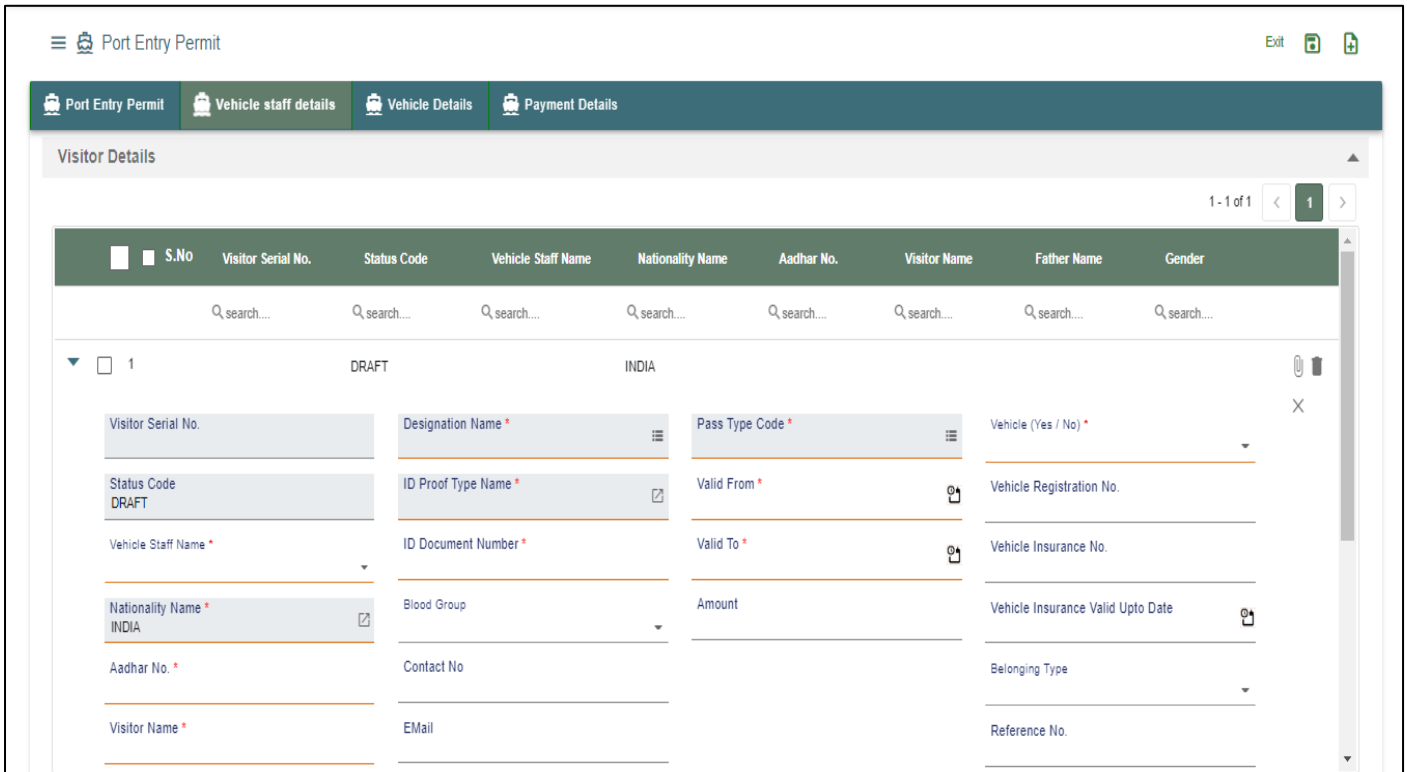 Port Entry Permit
Exit
Port Entry Permit Vehicle staff details Vehicle Details Payment Details
Visitor Details
1 - 1 of 1 < 1 >
S.No Visitor Serial No. Status Code Vehicle Staff Name Nationality Name Aadhar No. Visitor Name Father Name Gender
search.... search.... search.... search.... search.... search.... search.... search....
1 DRAFT INDIA
Visitor Serial No. Designation Name * Pass Type Code * Vehicle (Yes / No) *
Status Code ID Proof Type Name * Valid From * Vehicle Registration No.
DRAFT
Vehicle Staff Name * ID Document Number * Valid To * Vehicle Insurance No.
Nationality Name * Blood Group Amount Vehicle Insurance Valid Upto Date
INDIA
Aadhar No. * Contact No Belonging Type
Visitor Name * EMail Reference No.